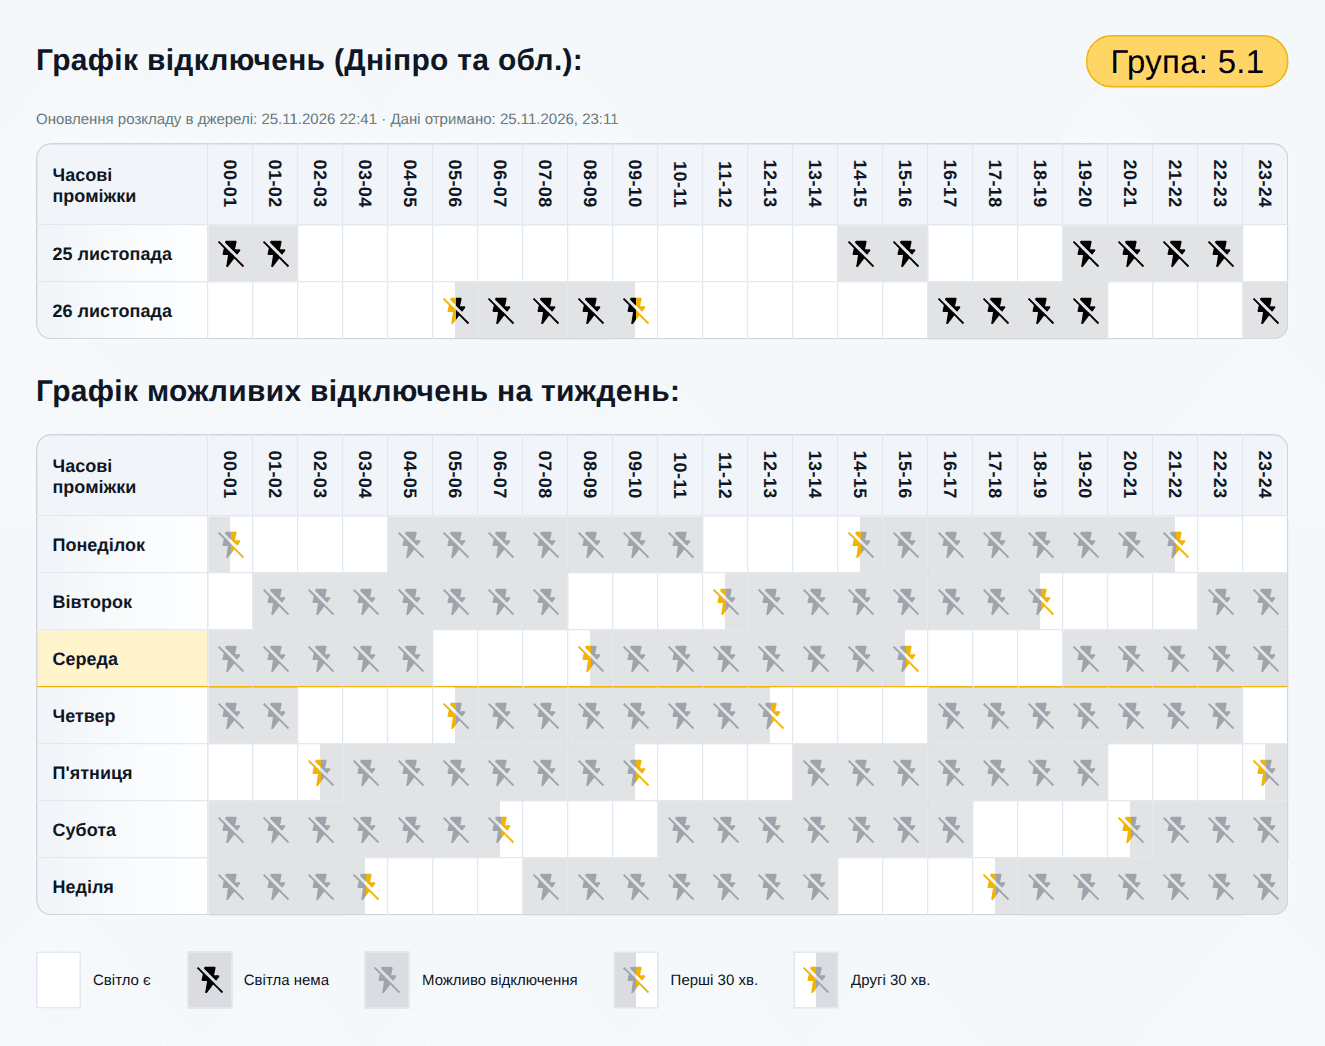 Графік відключень (Дніпро та обл.):
Група: 5.1
Оновлення розкладу в джерелі: 25.11.2026 22:41 · Дані отримано: 25.11.2026, 23:11
Часові проміжки 00-01 01-02 02-03 03-04 04-05 05-06 06-07 07-08 08-09 09-10 10-11 11-12 12-13 13-14 14-15 15-16 16-17 17-18 18-19 19-20 20-21 21-22 22-23 23-24
25 листопада
26 листопада
Графік можливих відключень на тиждень:
Часові проміжки 00-01 01-02 02-03 03-04 04-05 05-06 06-07 07-08 08-09 09-10 10-11 11-12 12-13 13-14 14-15 15-16 16-17 17-18 18-19 19-20 20-21 21-22 22-23 23-24
Понеділок
Вівторок
Середа
Четвер
П'ятниця
Субота
Неділя
Світло є Світла нема Можливо відключення Перші 30 хв. Другі 30 хв.